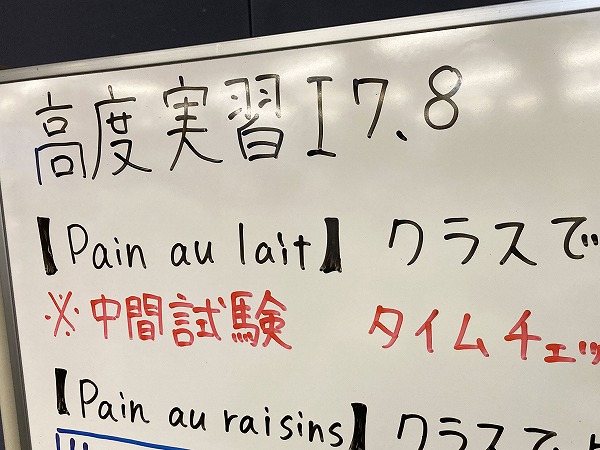 高度実習I 7.8
【Pain au lait】 クラスで
※中間試験 タイムチェッ
【Pain au raisins】 クラスで